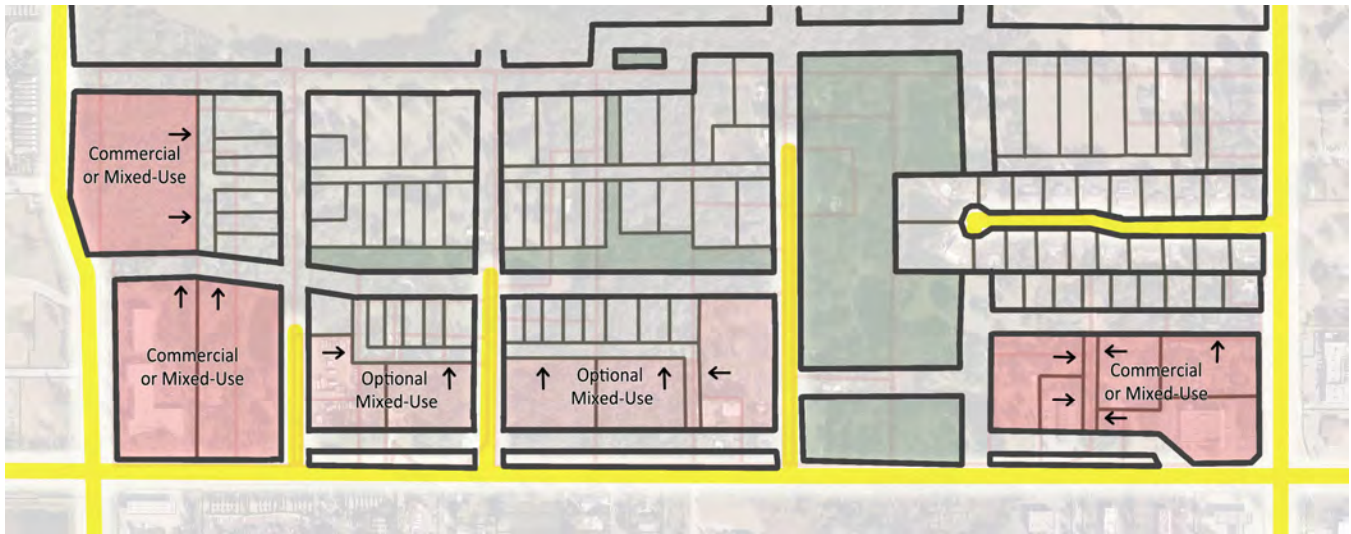 Commercial
or Mixed-Use
Commercial
or Mixed-Use
Optional
Mixed-Use
Optional
Mixed-Use
Commercial
or Mixed-Use